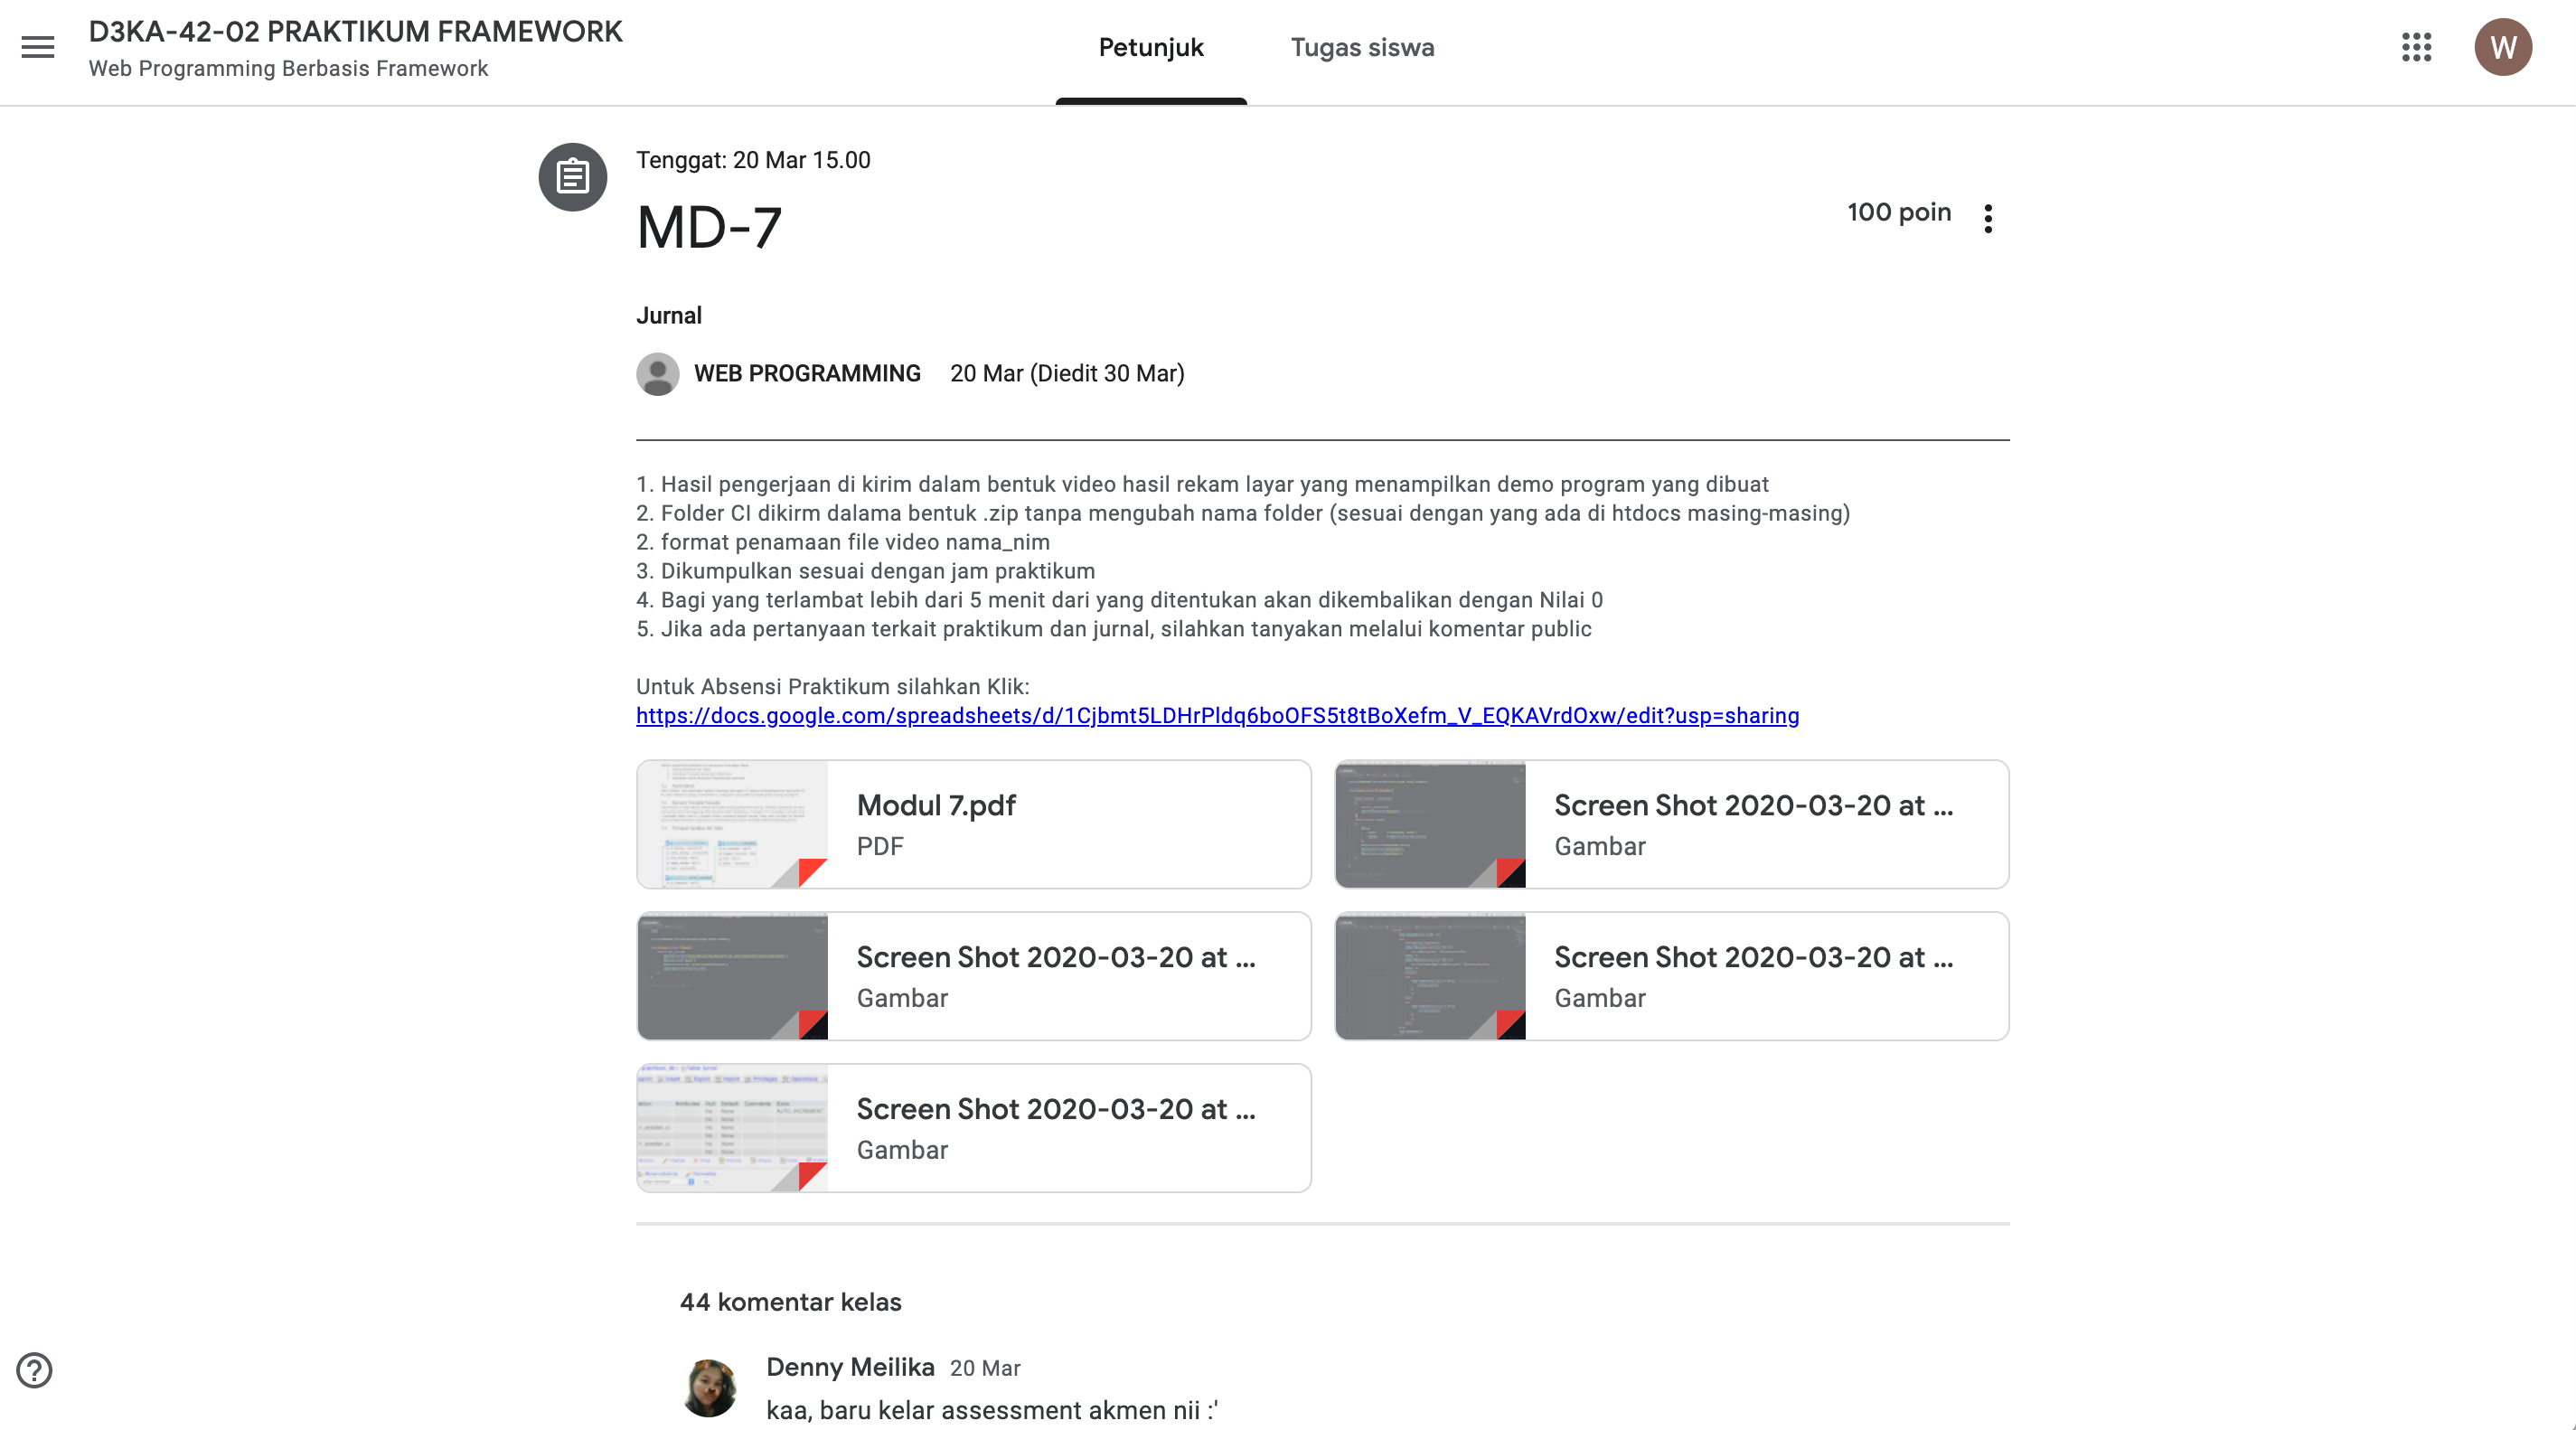 D3KA-42-02 PRAKTIKUM FRAMEWORK
Web Programming Berbasis Framework
Petunjuk
Tugas siswa
W
Tenggat: 20 Mar 15.00
MD-7
100 poin
Jurnal
WEB PROGRAMMING 20 Mar (Diedit 30 Mar)
1. Hasil pengerjaan di kirim dalam bentuk video hasil rekam layar yang menampilkan demo program yang dibuat
2. Folder CI dikirm dalama bentuk .zip tanpa mengubah nama folder (sesuai dengan yang ada di htdocs masing-masing)
2. format penamaan file video nama_nim
3. Dikumpulkan sesuai dengan jam praktikum
4. Bagi yang terlambat lebih dari 5 menit dari yang ditentukan akan dikembalikan dengan Nilai 0
5. Jika ada pertanyaan terkait praktikum dan jurnal, silahkan tanyakan melalui komentar public
Untuk Absensi Praktikum silahkan Klik:
https://docs.google.com/spreadsheets/d/1Cjbmt5LDHrPldq6boOFS5t8tBoXefm_V_EQKAVrdOxw/edit?usp=sharing
Modul 7.pdf
PDF
Screen Shot 2020-03-20 at ...
Gambar
Screen Shot 2020-03-20 at ...
Gambar
Screen Shot 2020-03-20 at ...
Gambar
Screen Shot 2020-03-20 at ...
Gambar
44 komentar kelas
Denny Meilika 20 Mar
kaa, baru kelar assessment akmen nii :'